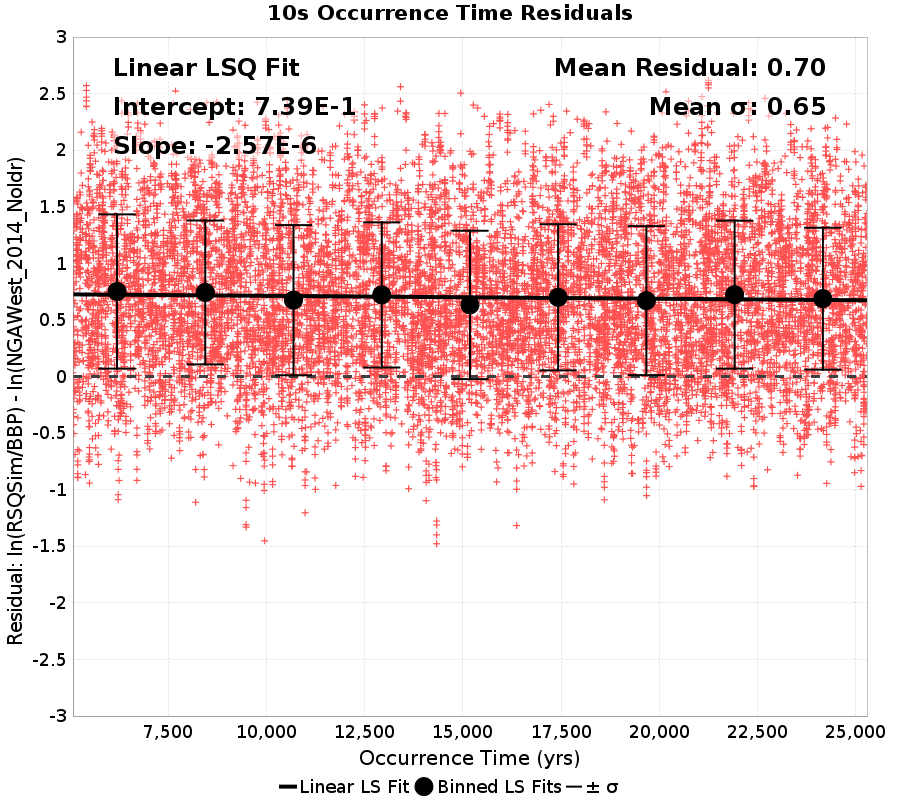 10s Occurrence Time Residuals
Linear LSQ Fit
Intercept: 7.39E-1
Slope: -2.57E-6
Mean Residual: 0.70
Mean σ: 0.65
Residual: ln(RSQSim/BBP) - ln(NGAWest_2014_NoIdr)
3
2.5
2
1.5
1
0.5
0
-0.5
-1
-1.5
-2
-2.5
-3
7,500
10,000
12,500
15,000
17,500
20,000
22,500
25,000
Occurrence Time (yrs)
Linear LS Fit
Binned LS Fits
± σ